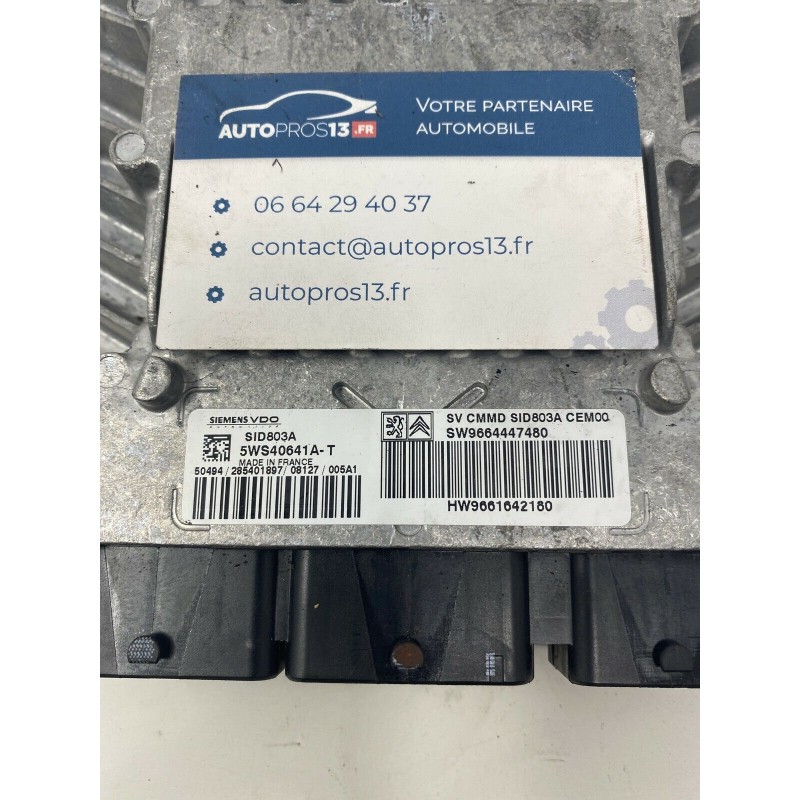 AUTOPROS13.FR
VOTRE PARTENAIRE
AUTOMOBILE
06 64 29 40 37
contact@autopros13.fr
autopros13.fr
SIEMENS VDO
AUTOMOTIVE
SID803A
5WS40641A-T
MADE IN FRANCE
50494 / 285401897 / 08127 / 005A1
SV CMMD SID803A CEM00
SW9664447480
HW9661642180